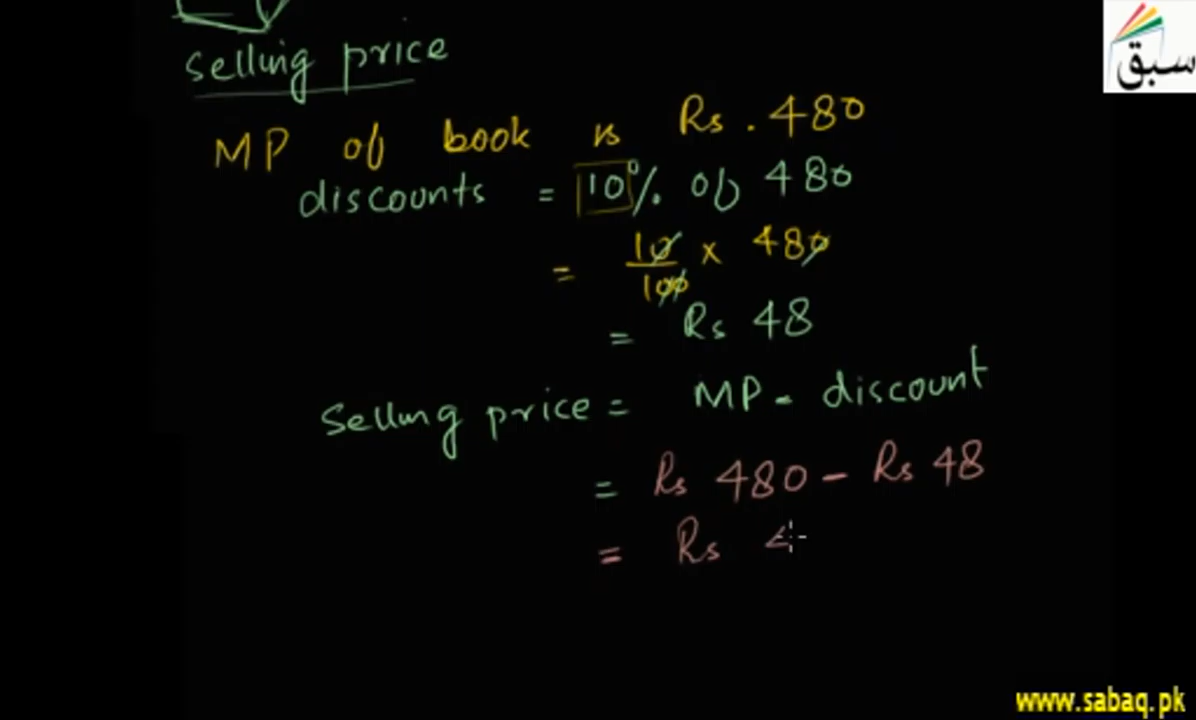 سبق
Selling price
MP of book is Rs. 480
discounts = 10% of 480
= 10/100 x 480
= Rs 48
Selling price = MP - discount
= Rs 480 - Rs 48
= Rs 4
www.sabaq.pk